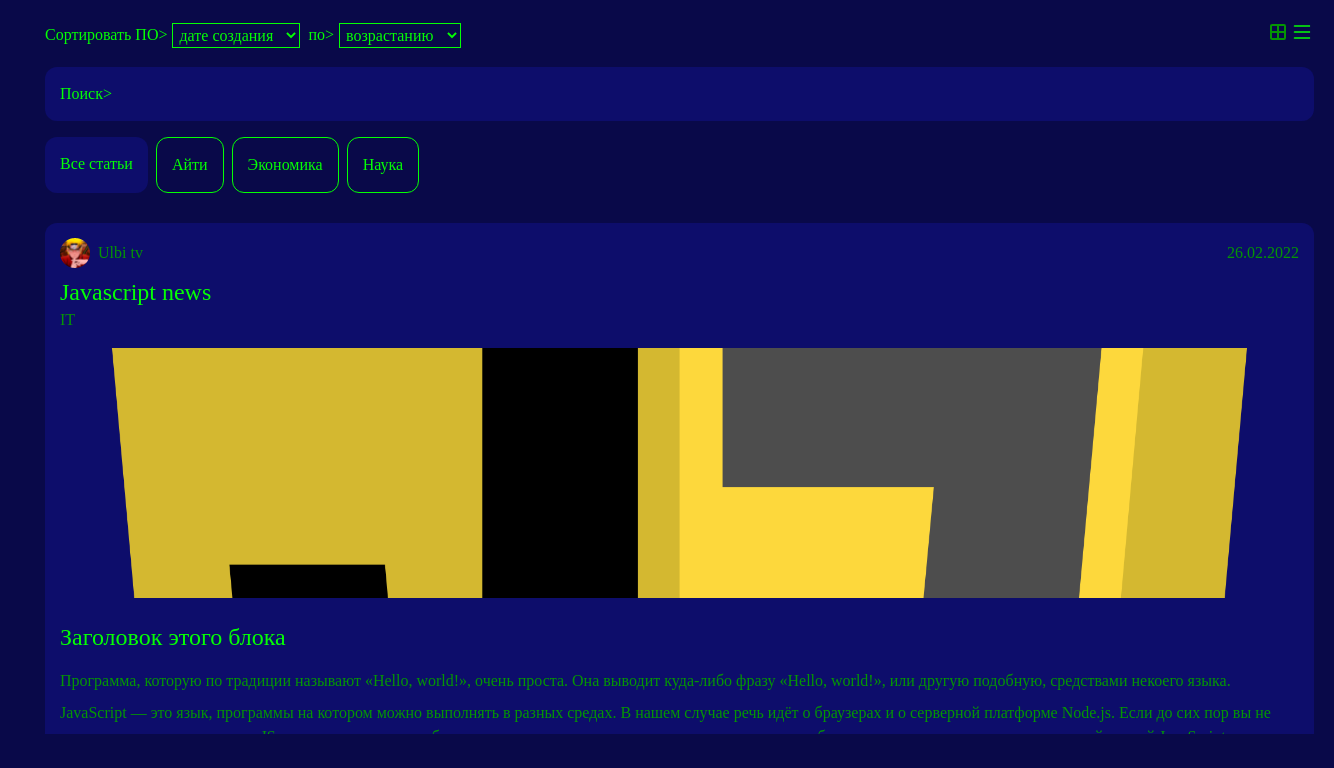 Сортировать ПО> дате создания по> возрастанию
Поиск>
Все статьи Айти Экономика Наука
Ulbi tv 26.02.2022
Javascript news
IT
Заголовок этого блока
Программа, которую по традиции называют «Hello, world!», очень проста. Она выводит куда-либо фразу «Hello, world!», или другую подобную, средствами некоего языка.
JavaScript — это язык, программы на котором можно выполнять в разных средах. В нашем случае речь идёт о браузерах и о серверной платформе Node.js. Если до сих пор вы не